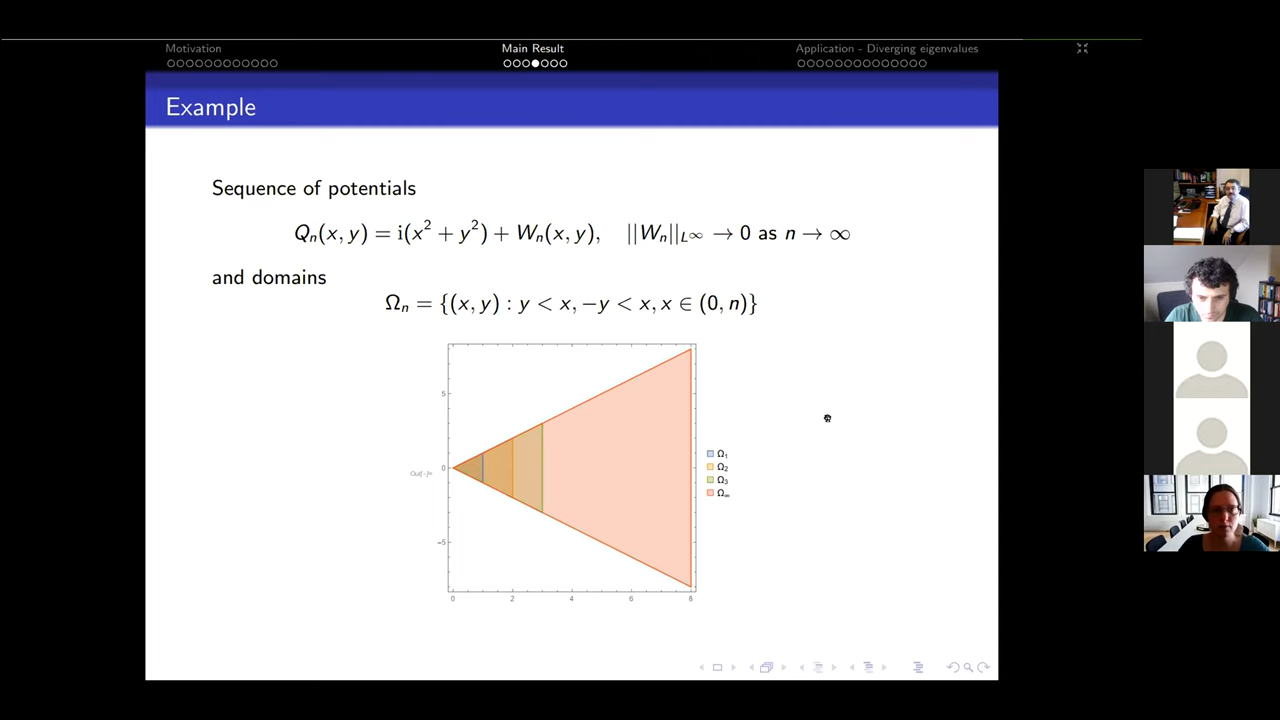 Motivation
Main Result
Application - Diverging eigenvalues
Example
Sequence of potentials
Qₙ(x, y) = i(x² + y²) + Wₙ(x, y), ||Wₙ||_L∞ → 0 as n → ∞
and domains
Ωₙ = {(x, y) : y < x, −y < x, x ∈ (0, n)}
5
0
−5
Out[-]=
0
2
4
6
8
Ω₁
Ω₂
Ω₃
Ω∞